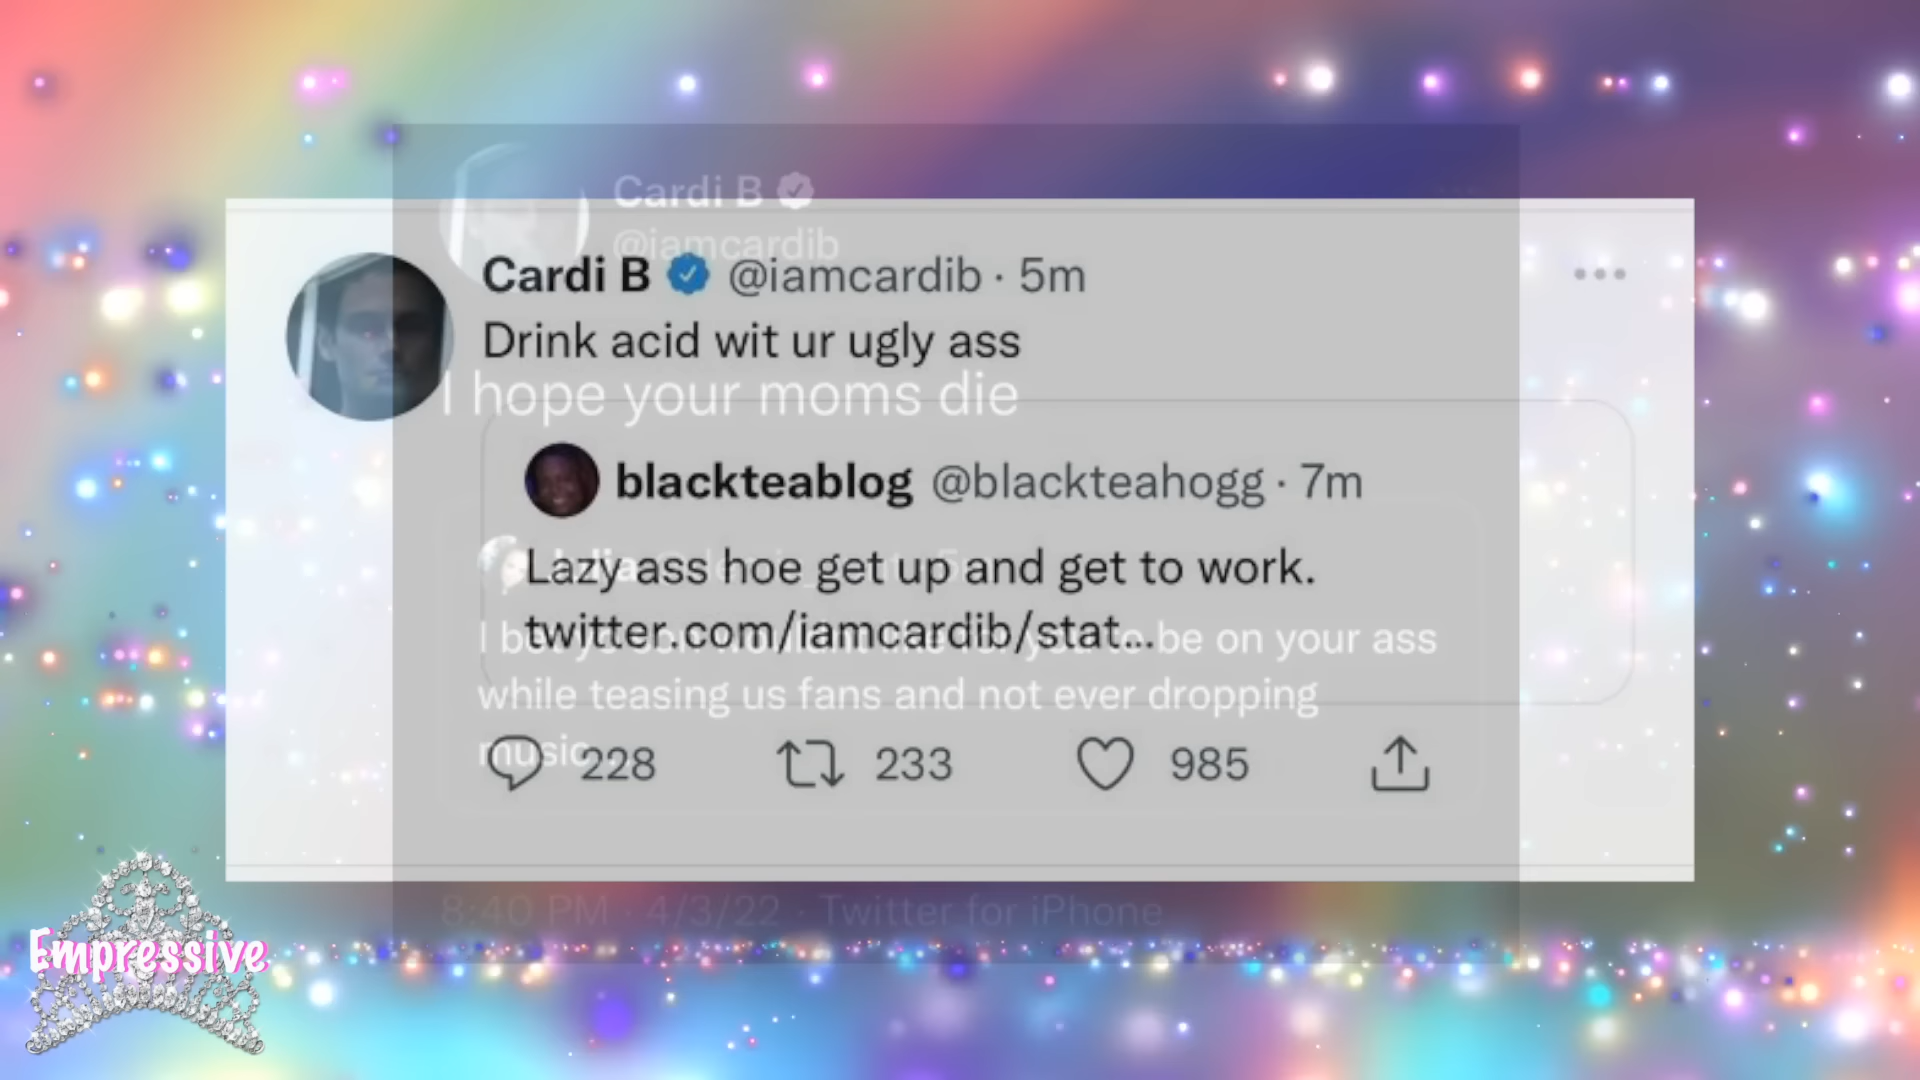 Cardi B
@iamcardib
Cardi B @iamcardib · 5m
Drink acid wit ur ugly ass
I hope your moms die
blackteablog @blackteahogg · 7m
Lazy ass hoe get up and get to work.
twitter.com/iamcardib/stat...
I be on your ass
while teasing us fans and not ever dropping
music
228 233 985
8:40 PM 4/3/22 Twitter for iPhone
Empressive